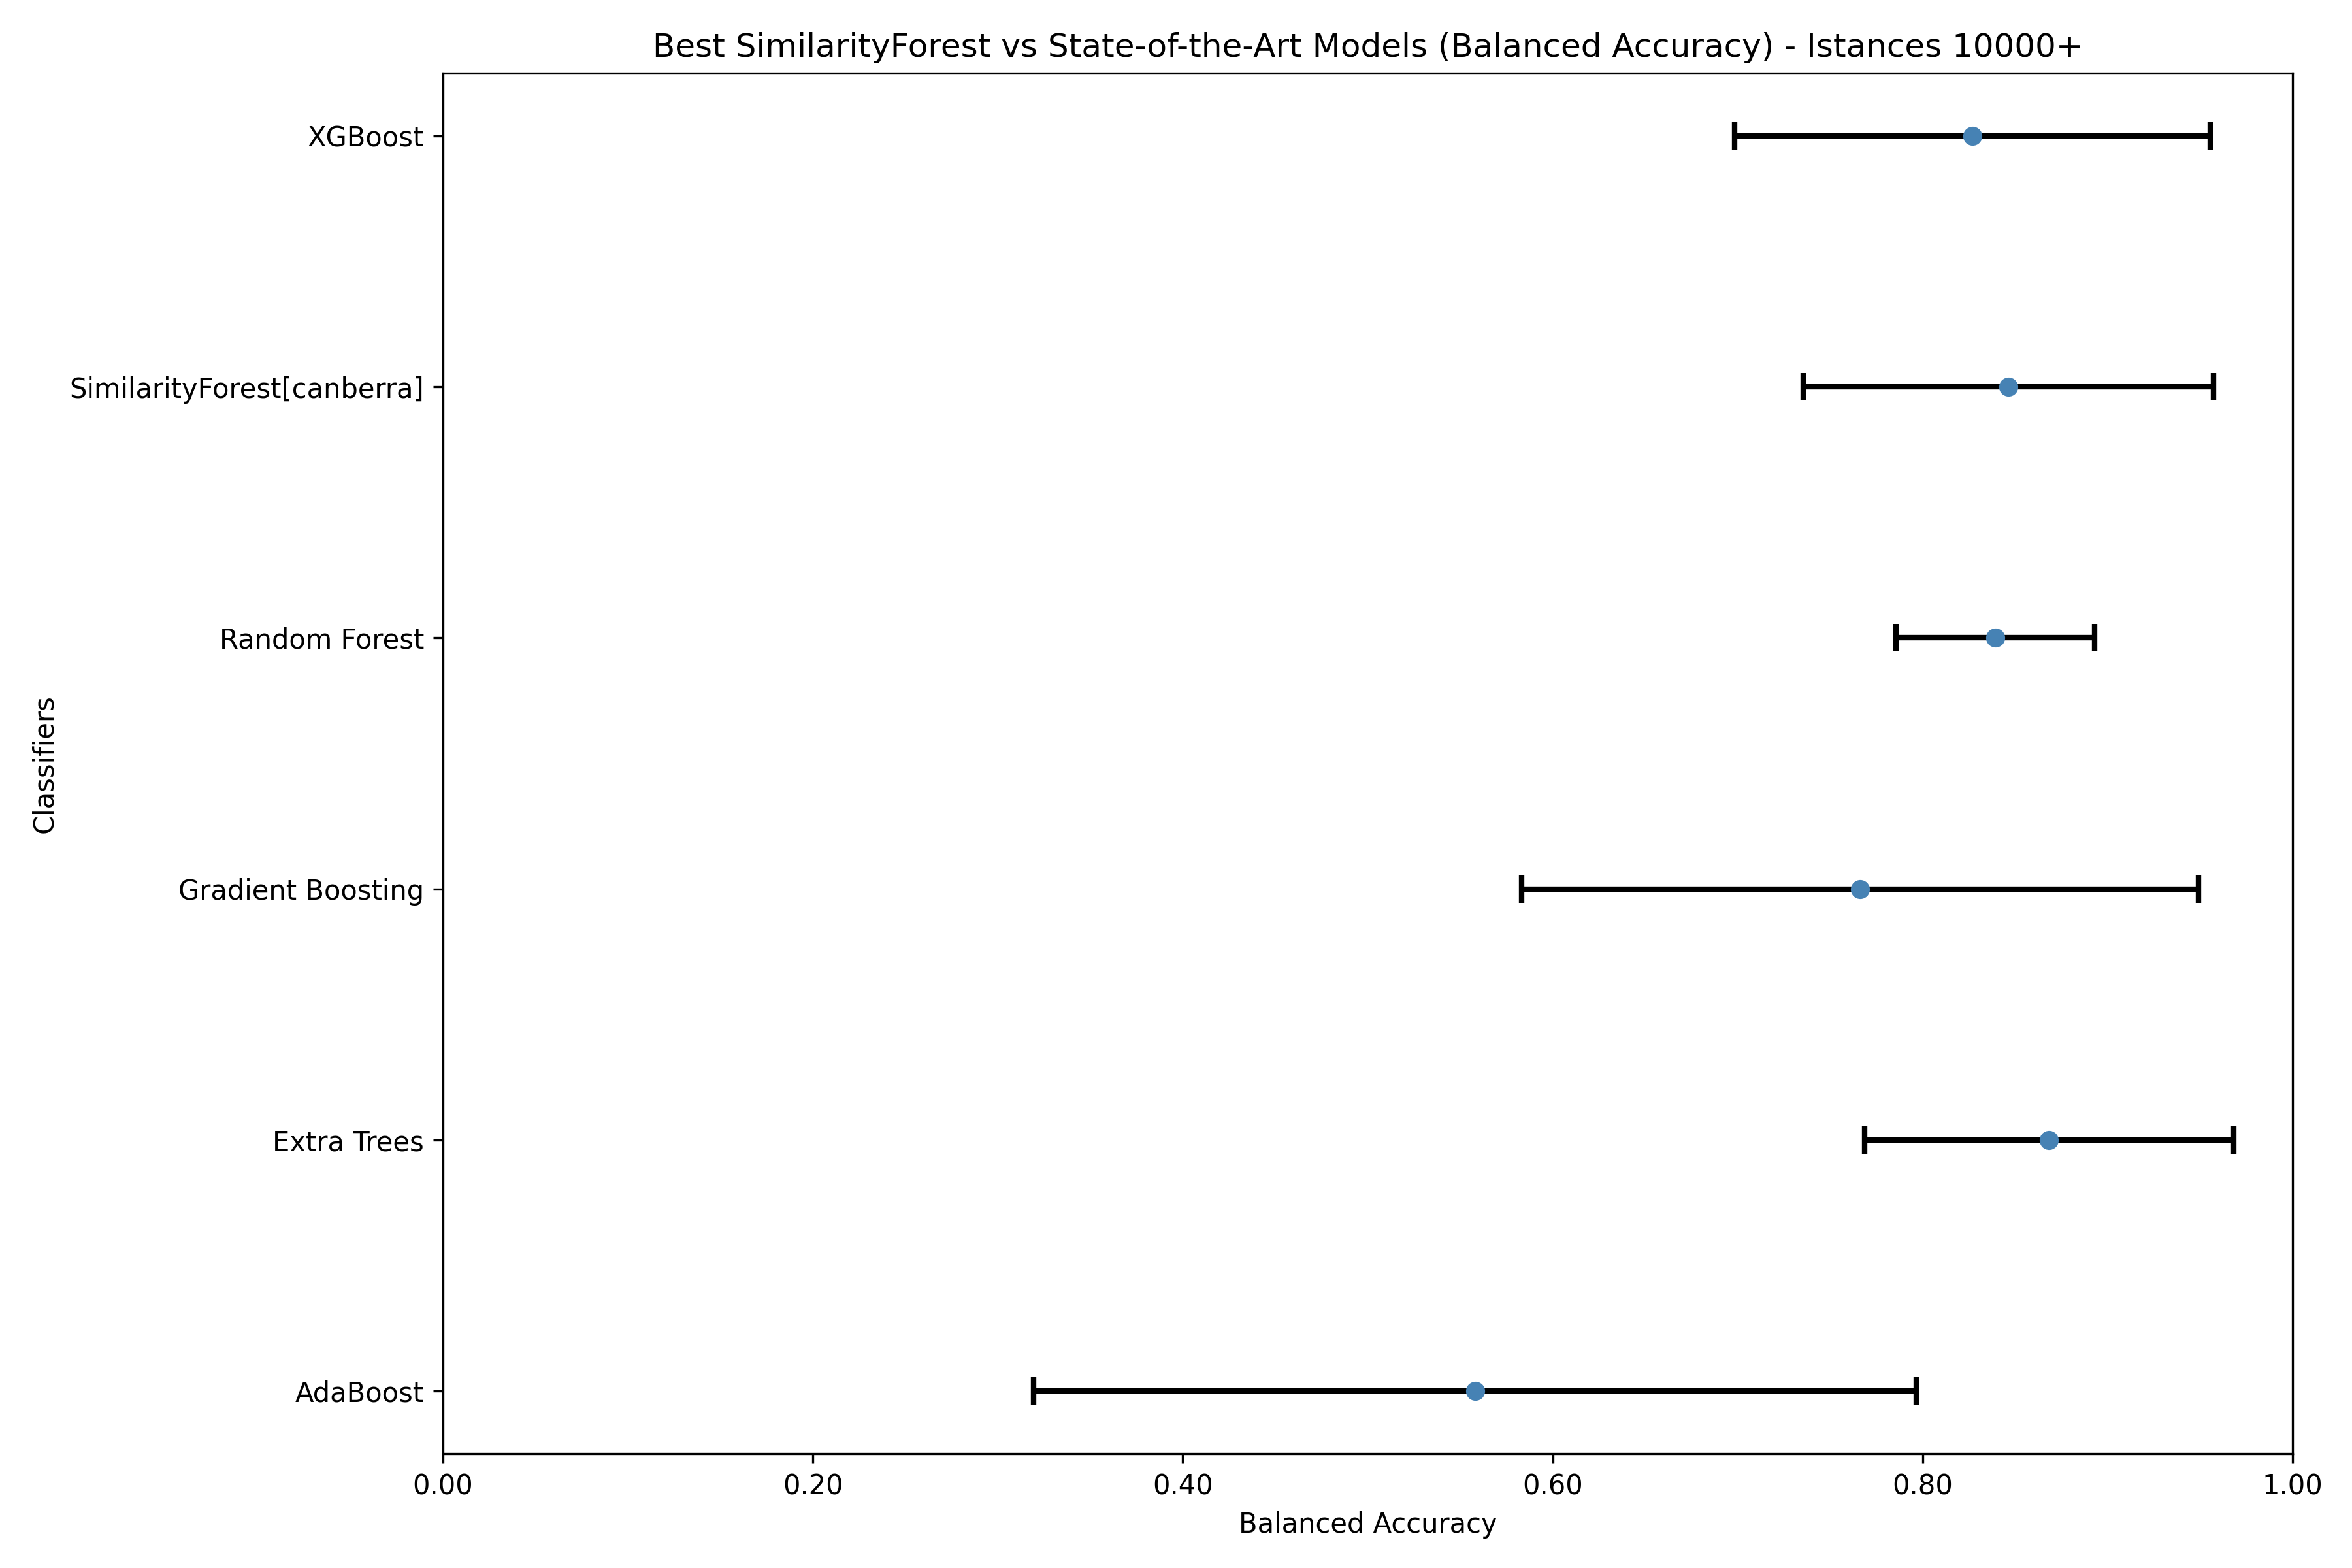 Best SimilarityForest vs State-of-the-Art Models (Balanced Accuracy) - Istances 10000+
XGBoost
SimilarityForest[canberra]
Random Forest
Gradient Boosting
Extra Trees
AdaBoost
Classifiers
0.00 0.20 0.40 0.60 0.80 1.00
Balanced Accuracy